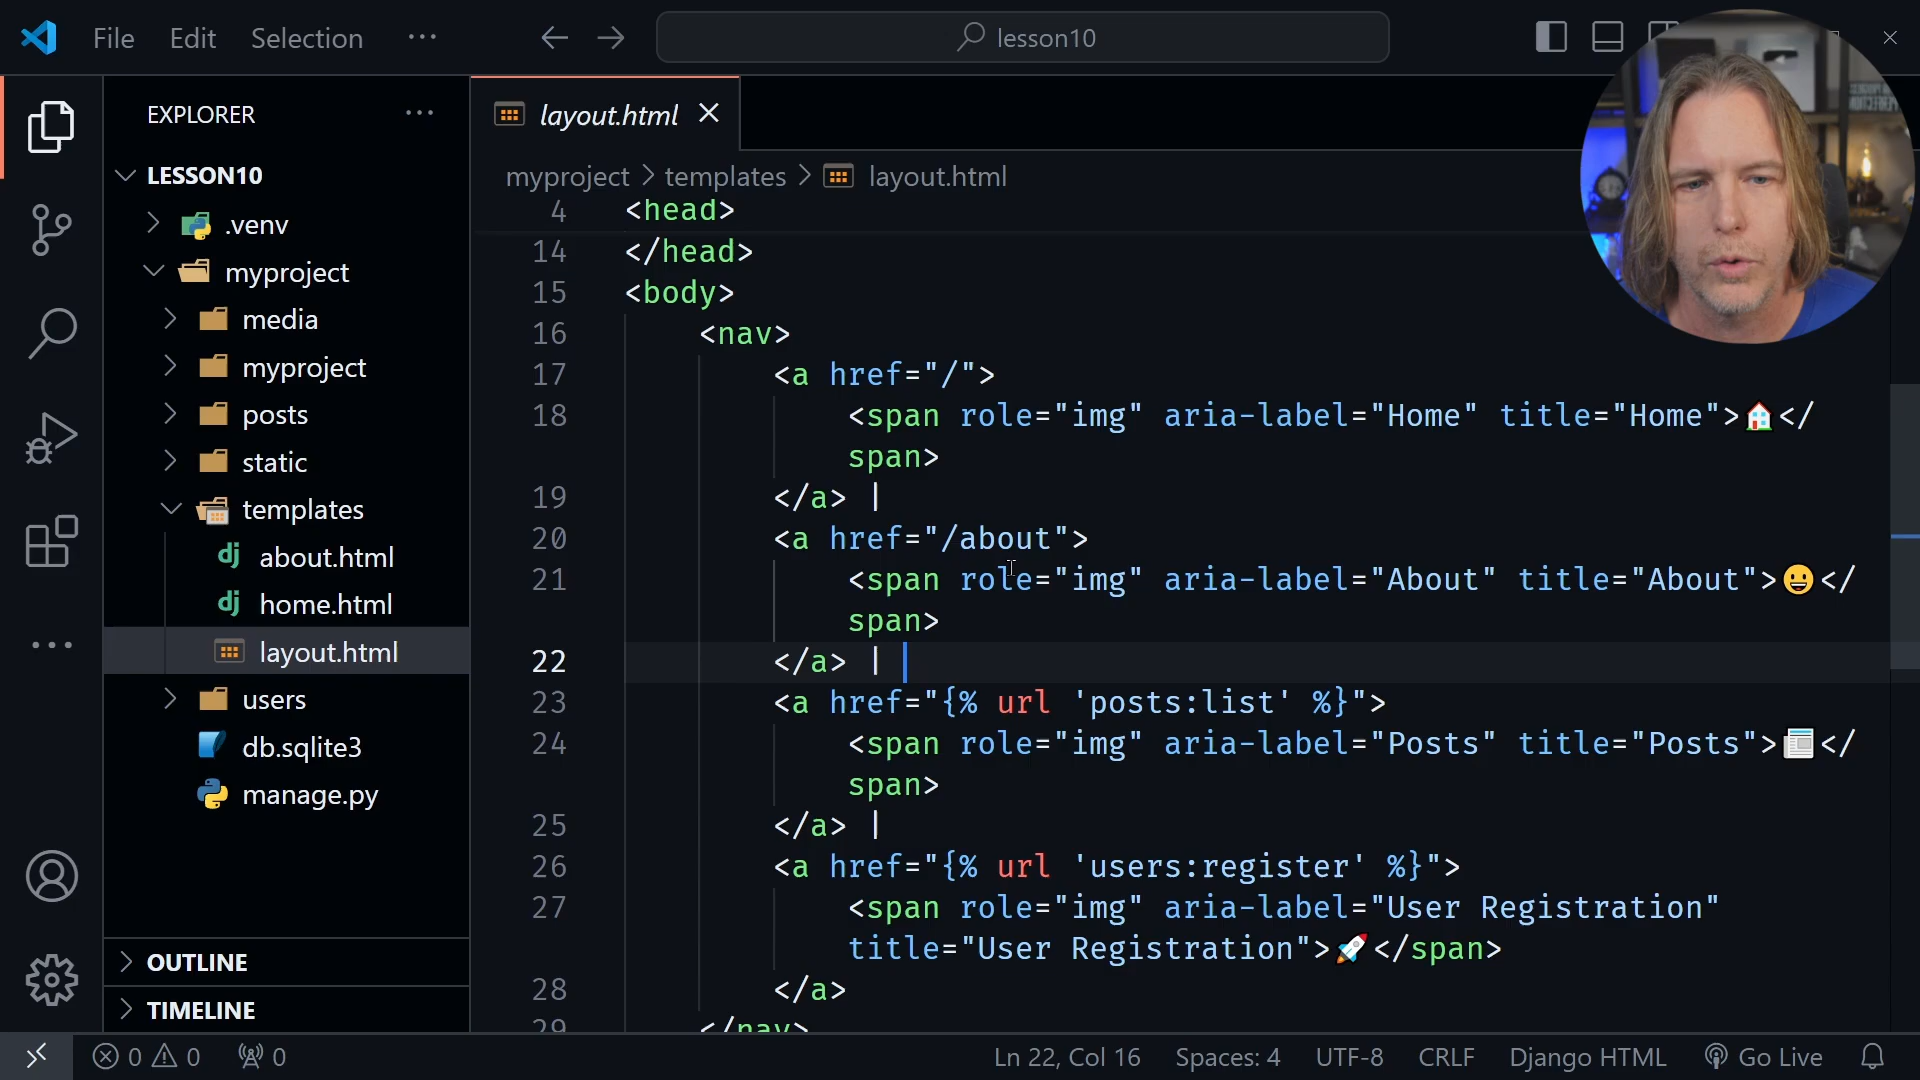 File Edit Selection ··· lesson10
EXPLORER ···
LESSON10
.venv
myproject
media
myproject
posts
static
templates
about.html
home.html
layout.html
users
db.sqlite3
manage.py
OUTLINE
TIMELINE
layout.html
myproject > templates > layout.html
4 <head>
14 </head>
15 <body>
16 <nav>
17 <a href="/">
18 <span role="img" aria-label="Home" title="Home">🏠</
span>
19 </a> |
20 <a href="/about">
21 <span role="img" aria-label="About" title="About">😀</
span>
22 </a> |
23 <a href="{% url 'posts:list' %}">
24 <span role="img" aria-label="Posts" title="Posts">📰</
span>
25 </a> |
26 <a href="{% url 'users:register' %}">
27 <span role="img" aria-label="User Registration"
title="User Registration">🚀</span>
28 </a>
29 </nav>
0 0 0 Ln 22, Col 16 Spaces: 4 UTF-8 CRLF Django HTML Go Live